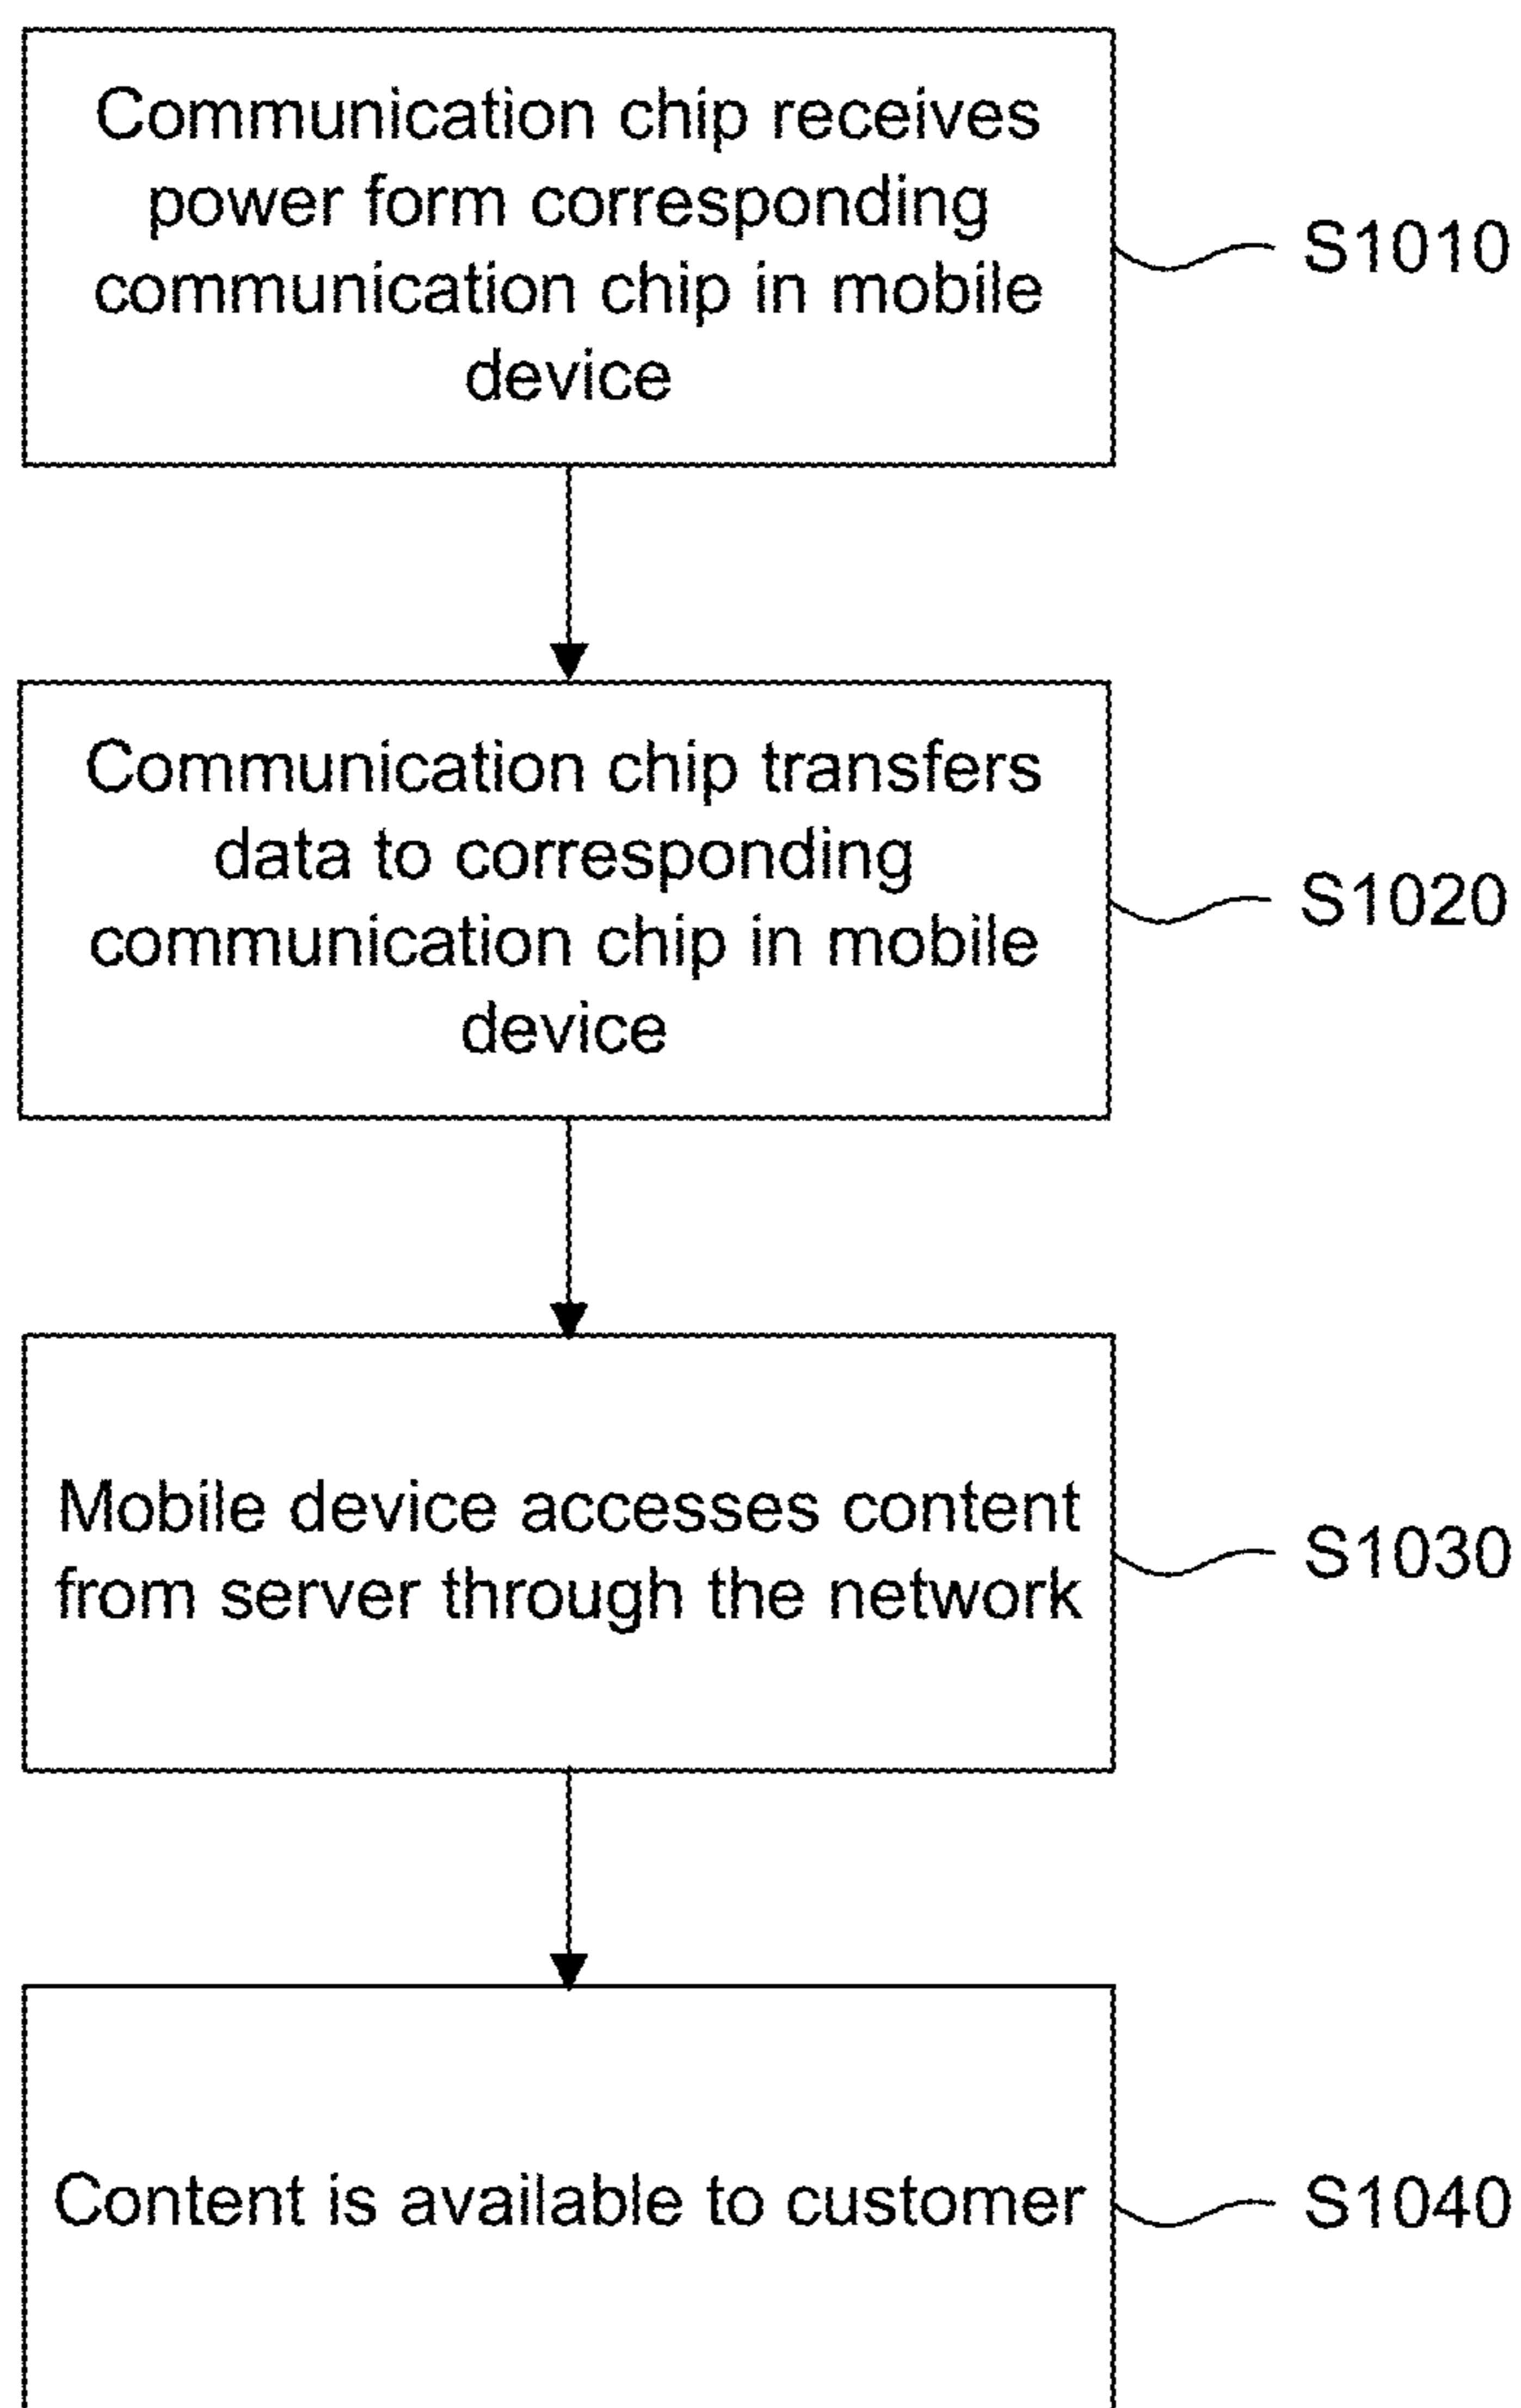 Communication chip receives
power form corresponding
communication chip in mobile
device
S1010
Communication chip transfers
data to corresponding
communication chip in mobile
device
S1020
Mobile device accesses content
from server through the network
S1030
Content is available to customer
S1040